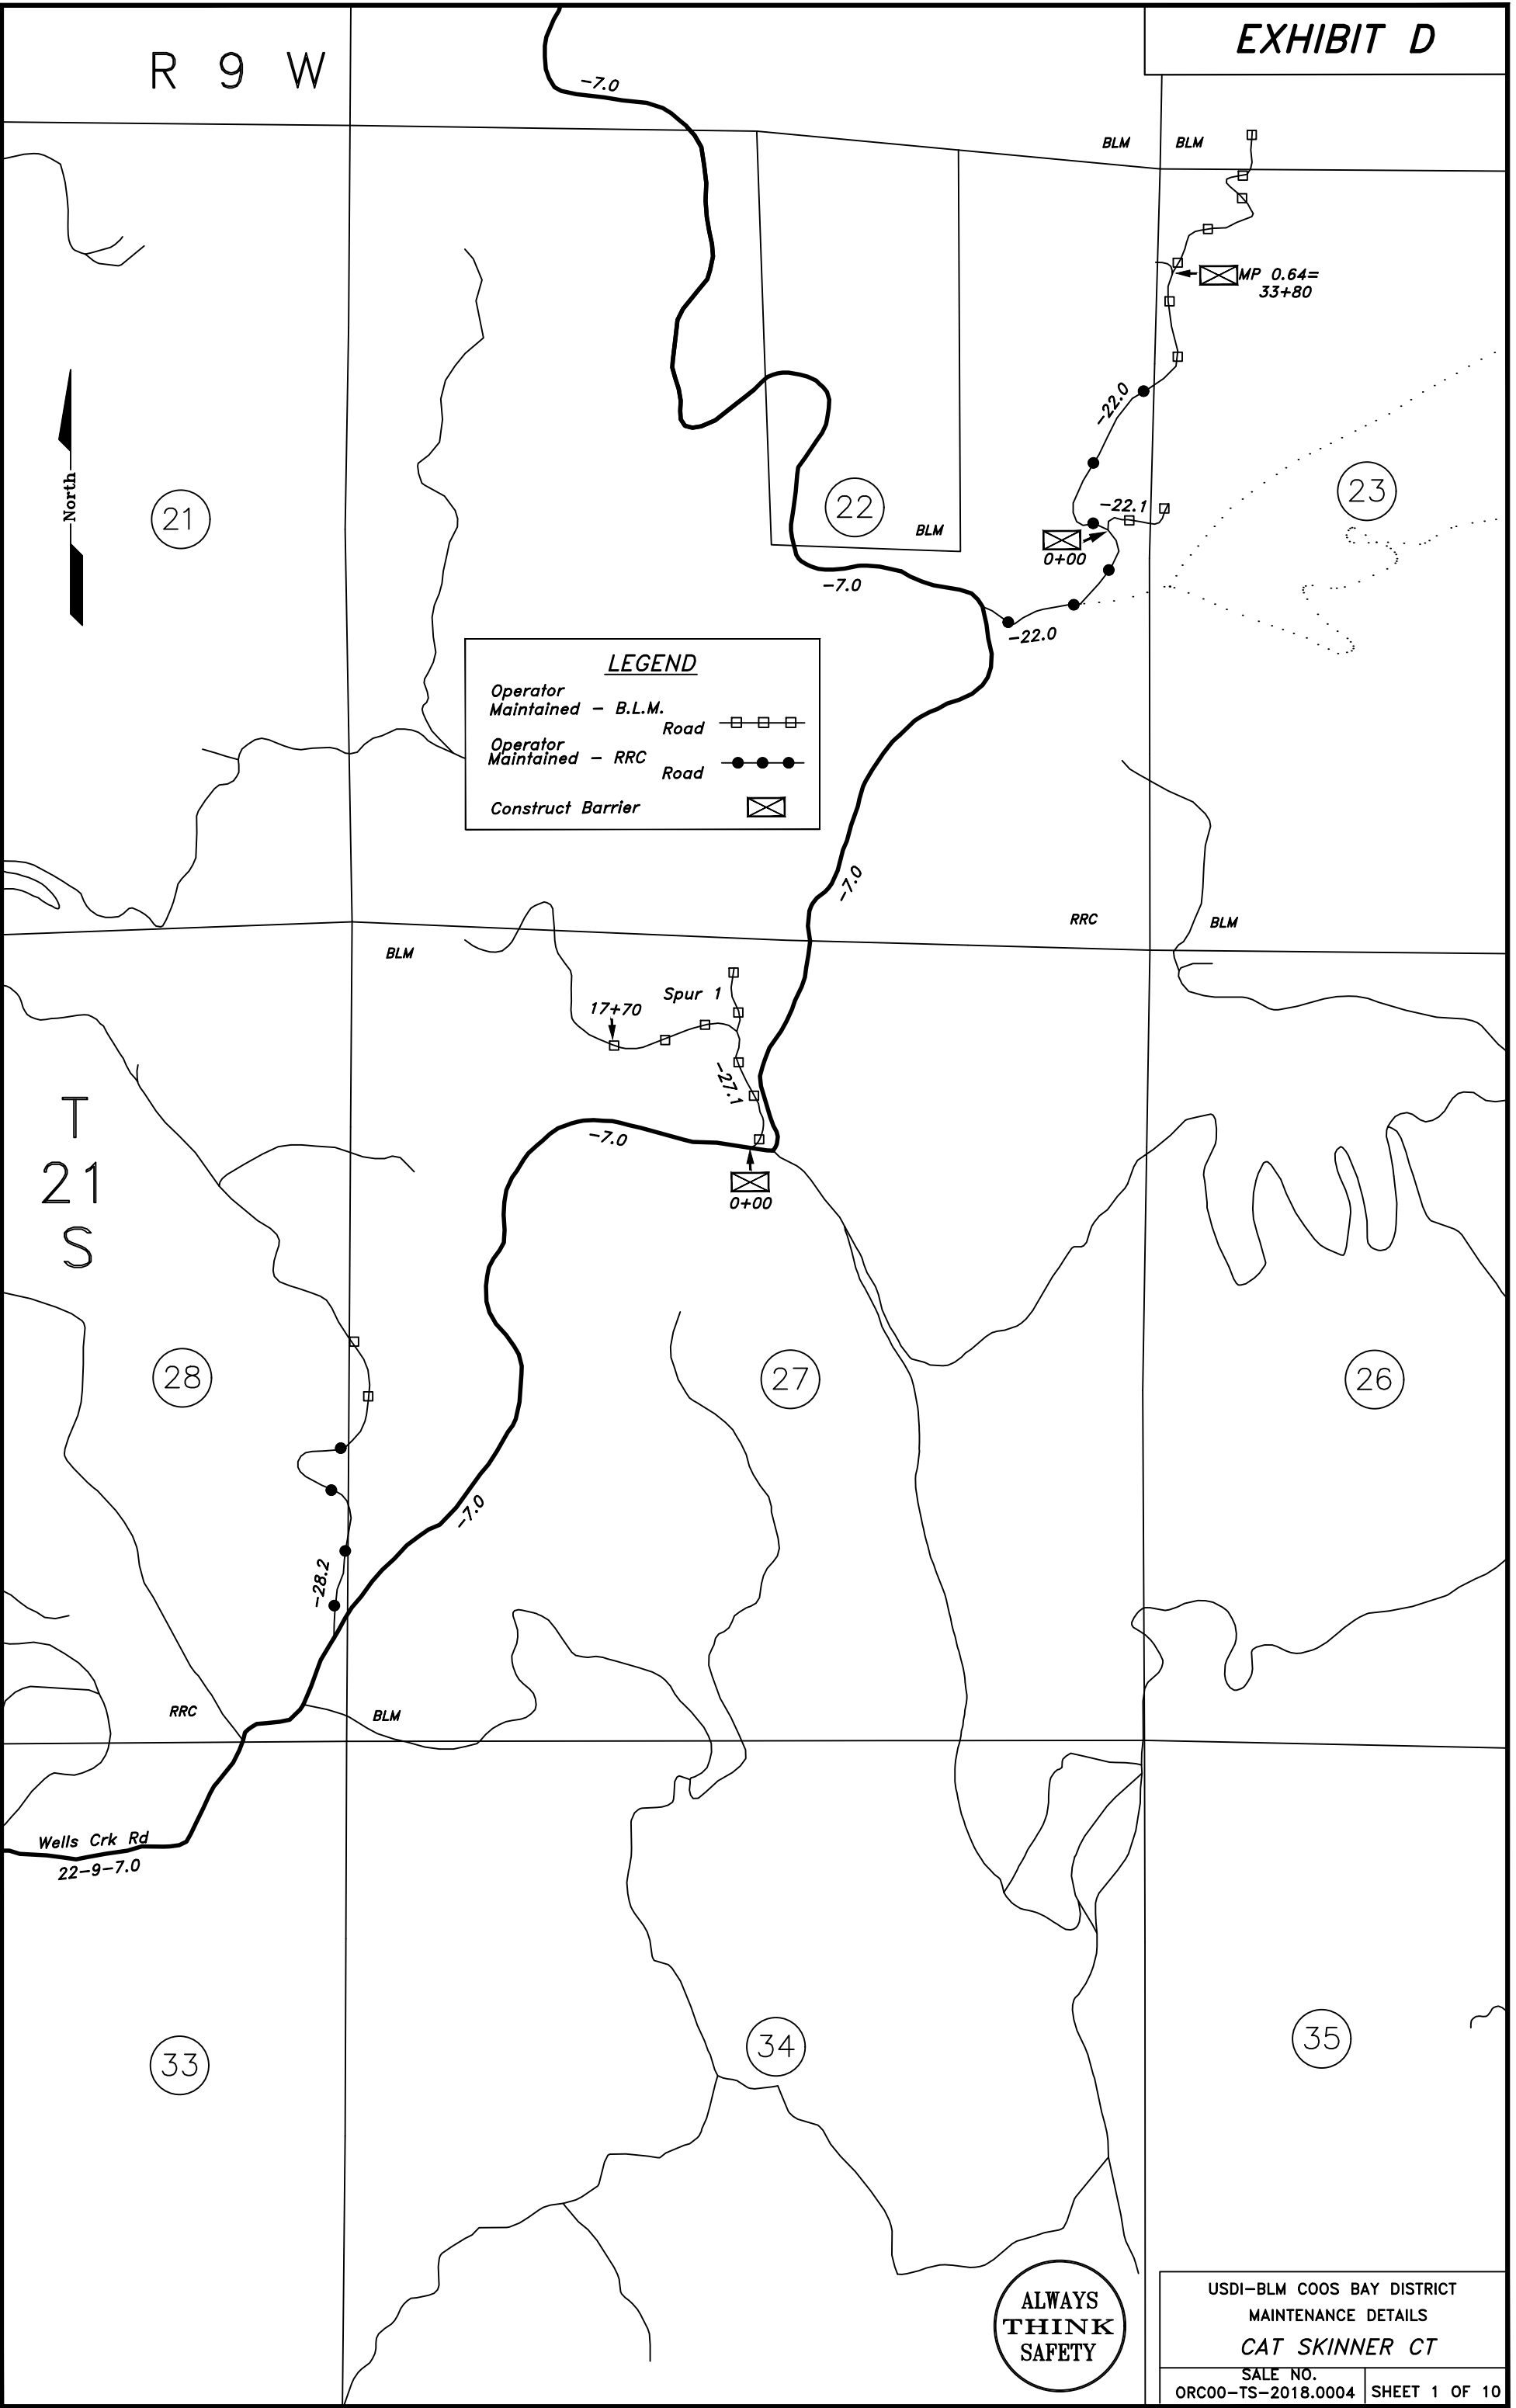 EXHIBIT D
R 9 W
-7.0
BLM
BLM
MP 0.64=
33+80
-22.0
North
21
22
23
BLM
-22.1
0+00
-7.0
-22.0
LEGEND
Operator
Maintained - B.L.M.
Road
Operator
Maintained - RRC
Road
Construct Barrier
-7.0
RRC
BLM
BLM
Spur 1
17+70
-27.1
T
21
S
-7.0
0+00
28
27
26
-7.0
-28.2
RRC
BLM
Wells Crk Rd
22-9-7.0
33
34
35
ALWAYS
THINK
SAFETY
USDI-BLM COOS BAY DISTRICT
MAINTENANCE DETAILS
CAT SKINNER CT
SALE NO.
ORC00-TS-2018.0004
SHEET 1 OF 10